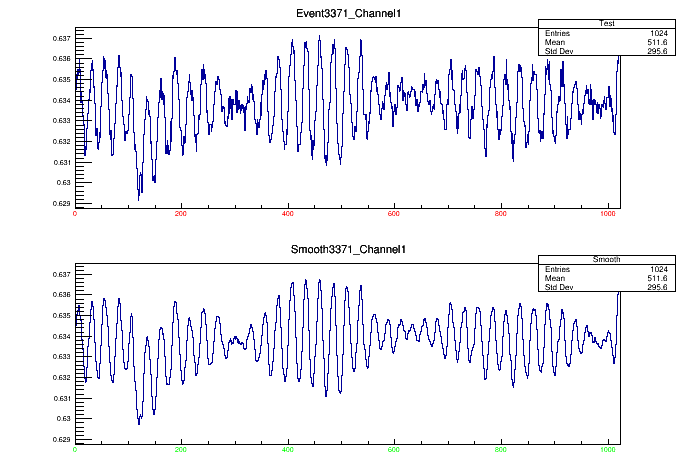 Event3371_Channel1
Test
Entries 1024
Mean 511.6
Std Dev 295.6
0.637
0.636
0.635
0.634
0.633
0.632
0.631
0.63
0.629
0 200 400 600 800 1000
Smooth3371_Channel1
Smooth
Entries 1024
Mean 511.6
Std Dev 295.6
0.637
0.636
0.635
0.634
0.633
0.632
0.631
0.63
0.629
0 200 400 600 800 1000